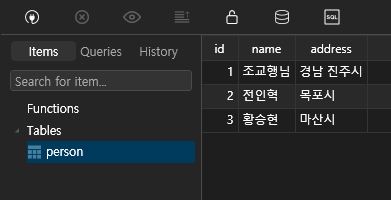 SQL
Items Queries History
Search for item...
Functions
Tables
person
id name address
1 조교행님 경남 진주시
2 전인혁 목포시
3 황승현 마산시